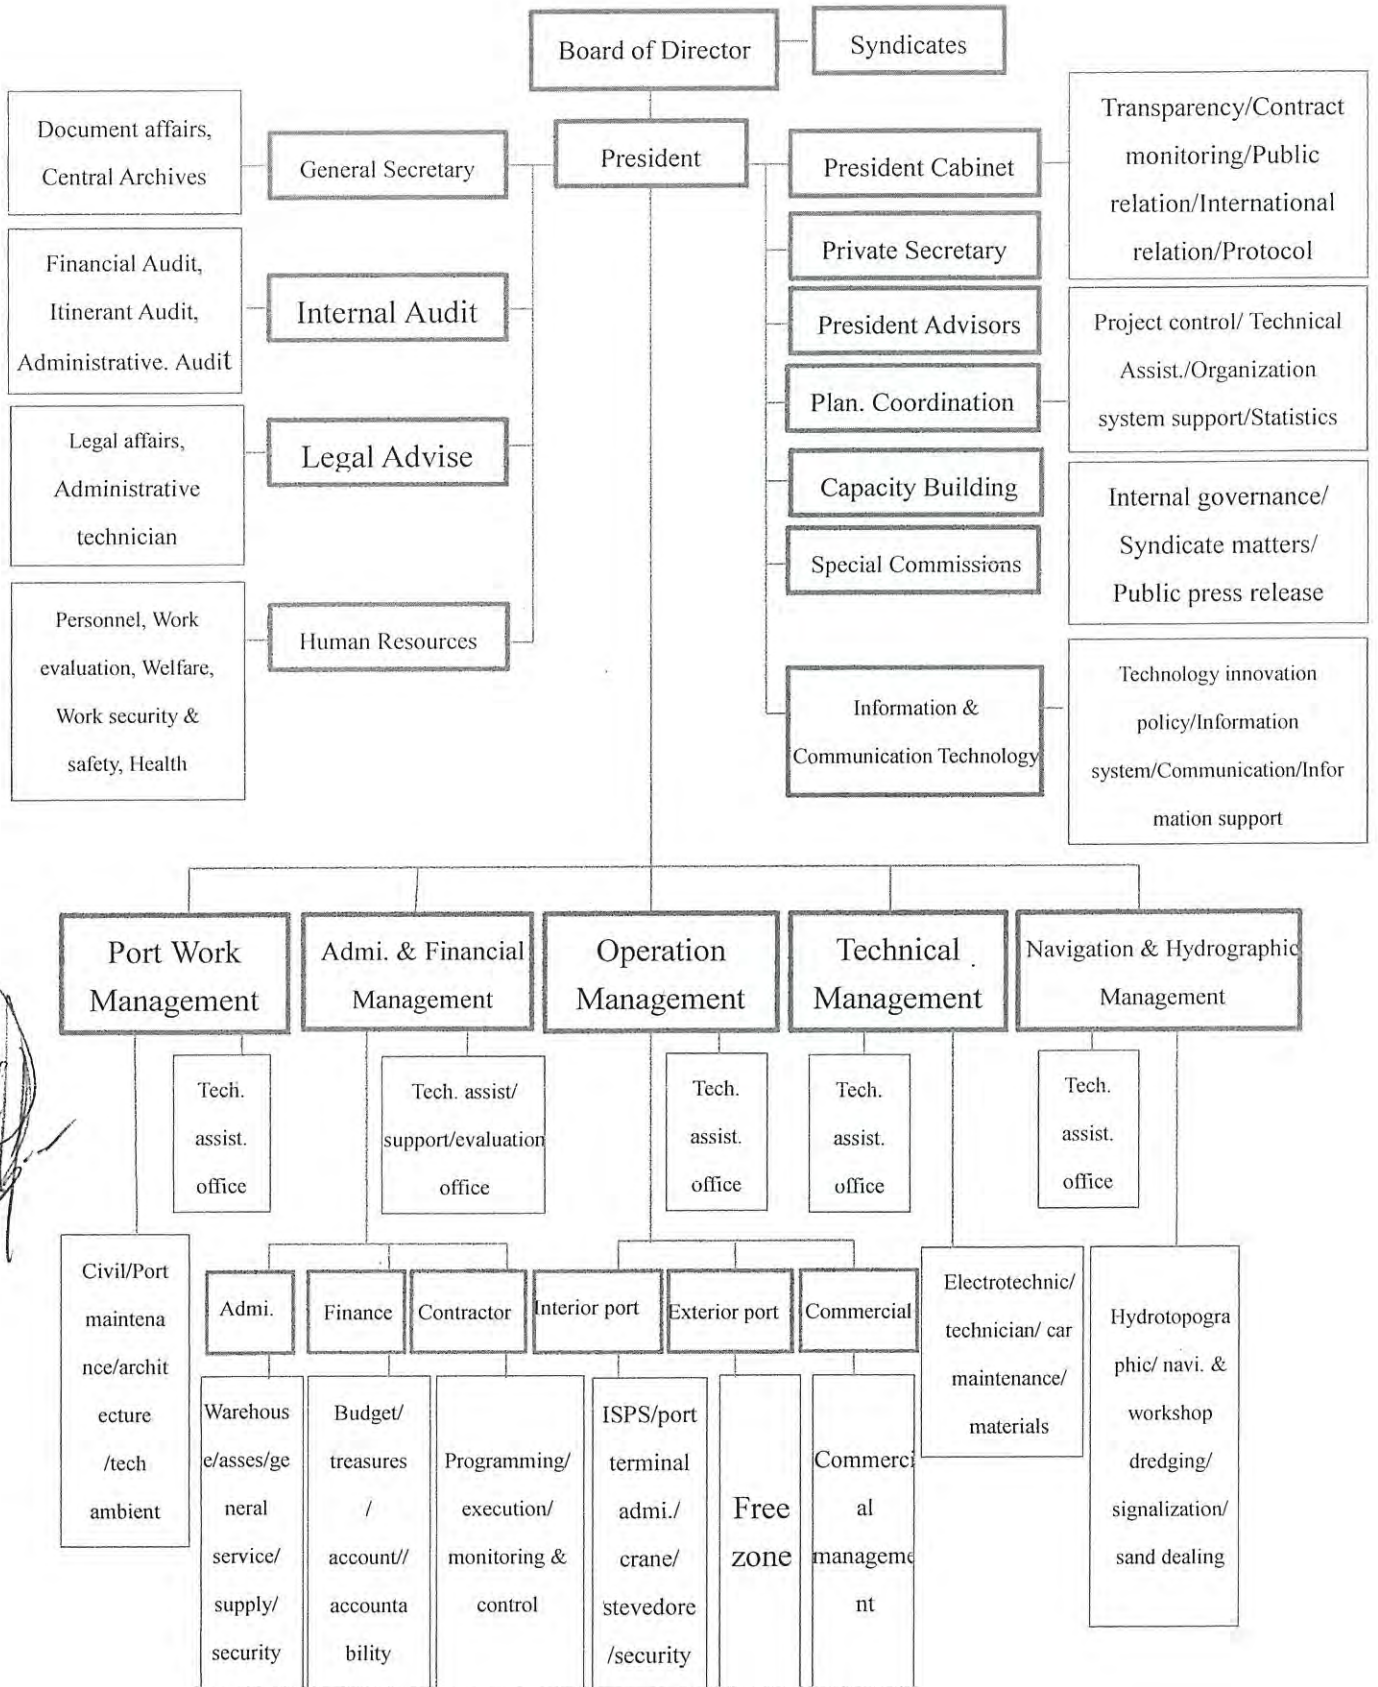 Board of Director
Syndicates
President
Document affairs,
Central Archives
General Secretary
Financial Audit,
Itinerant Audit,
Administrative. Audit
Internal Audit
Legal affairs,
Administrative
technician
Legal Advise
Personnel, Work
evaluation, Welfare,
Work security &
safety, Health
Human Resources
President Cabinet
Transparency/Contract
monitoring/Public
relation/International
relation/Protocol
Private Secretary
President Advisors
Plan. Coordination
Project control/ Technical
Assist./Organization
system support/Statistics
Capacity Building
Special Commissions
Internal governance/
Syndicate matters/
Public press release
Information &
Communication Technology
Technology innovation
policy/Information
system/Communication/Infor
mation support
Port Work
Management
Admi. & Financial
Management
Operation
Management
Technical
Management
Navigation & Hydrographic
Management
Tech.
assist.
office
Tech. assist/
support/evaluation
office
Tech.
assist.
office
Tech.
assist.
office
Tech.
assist.
office
Civil/Port
maintena
nce/archit
ecture
/tech
ambient
Admi.
Finance
Contractor
Interior port
Exterior port
Commercial
Warehous
e/asses/ge
neral
service/
supply/
security
Budget/
treasures
/
account//
accounta
bility
Programming/
execution/
monitoring &
control
ISPS/port
terminal
admi./
crane/
stevedore
/security
Free
zone
Commerci
al
manageme
nt
Electrotechnic/
technician/ car
maintenance/
materials
Hydrotopogra
phic/ navi. &
workshop
dredging/
signalization/
sand dealing